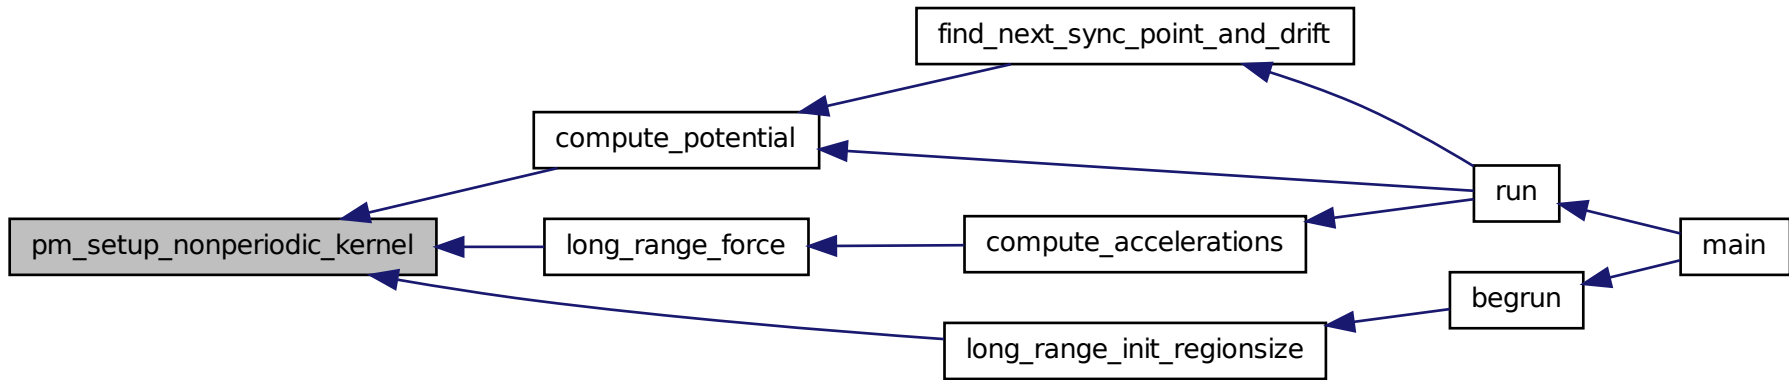 find_next_sync_point_and_drift
compute_potential
run
pm_setup_nonperiodic_kernel
long_range_force
compute_accelerations
main
begrun
long_range_init_regionsize